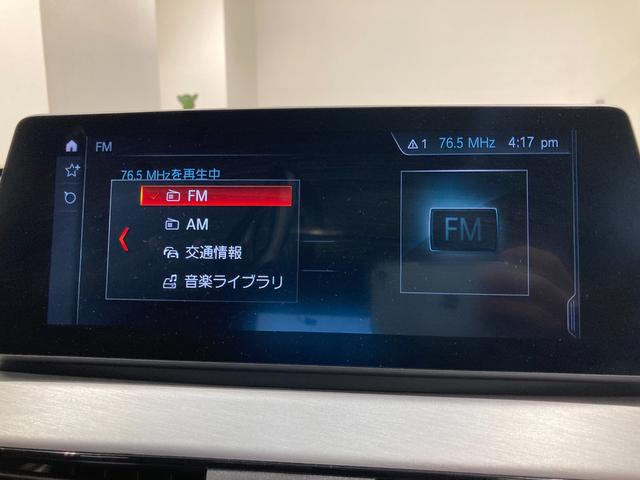 FM
1 76.5 MHz 4:17 pm
76.5 MHzを再生中
FM
AM
交通情報
音楽ライブラリ
FM